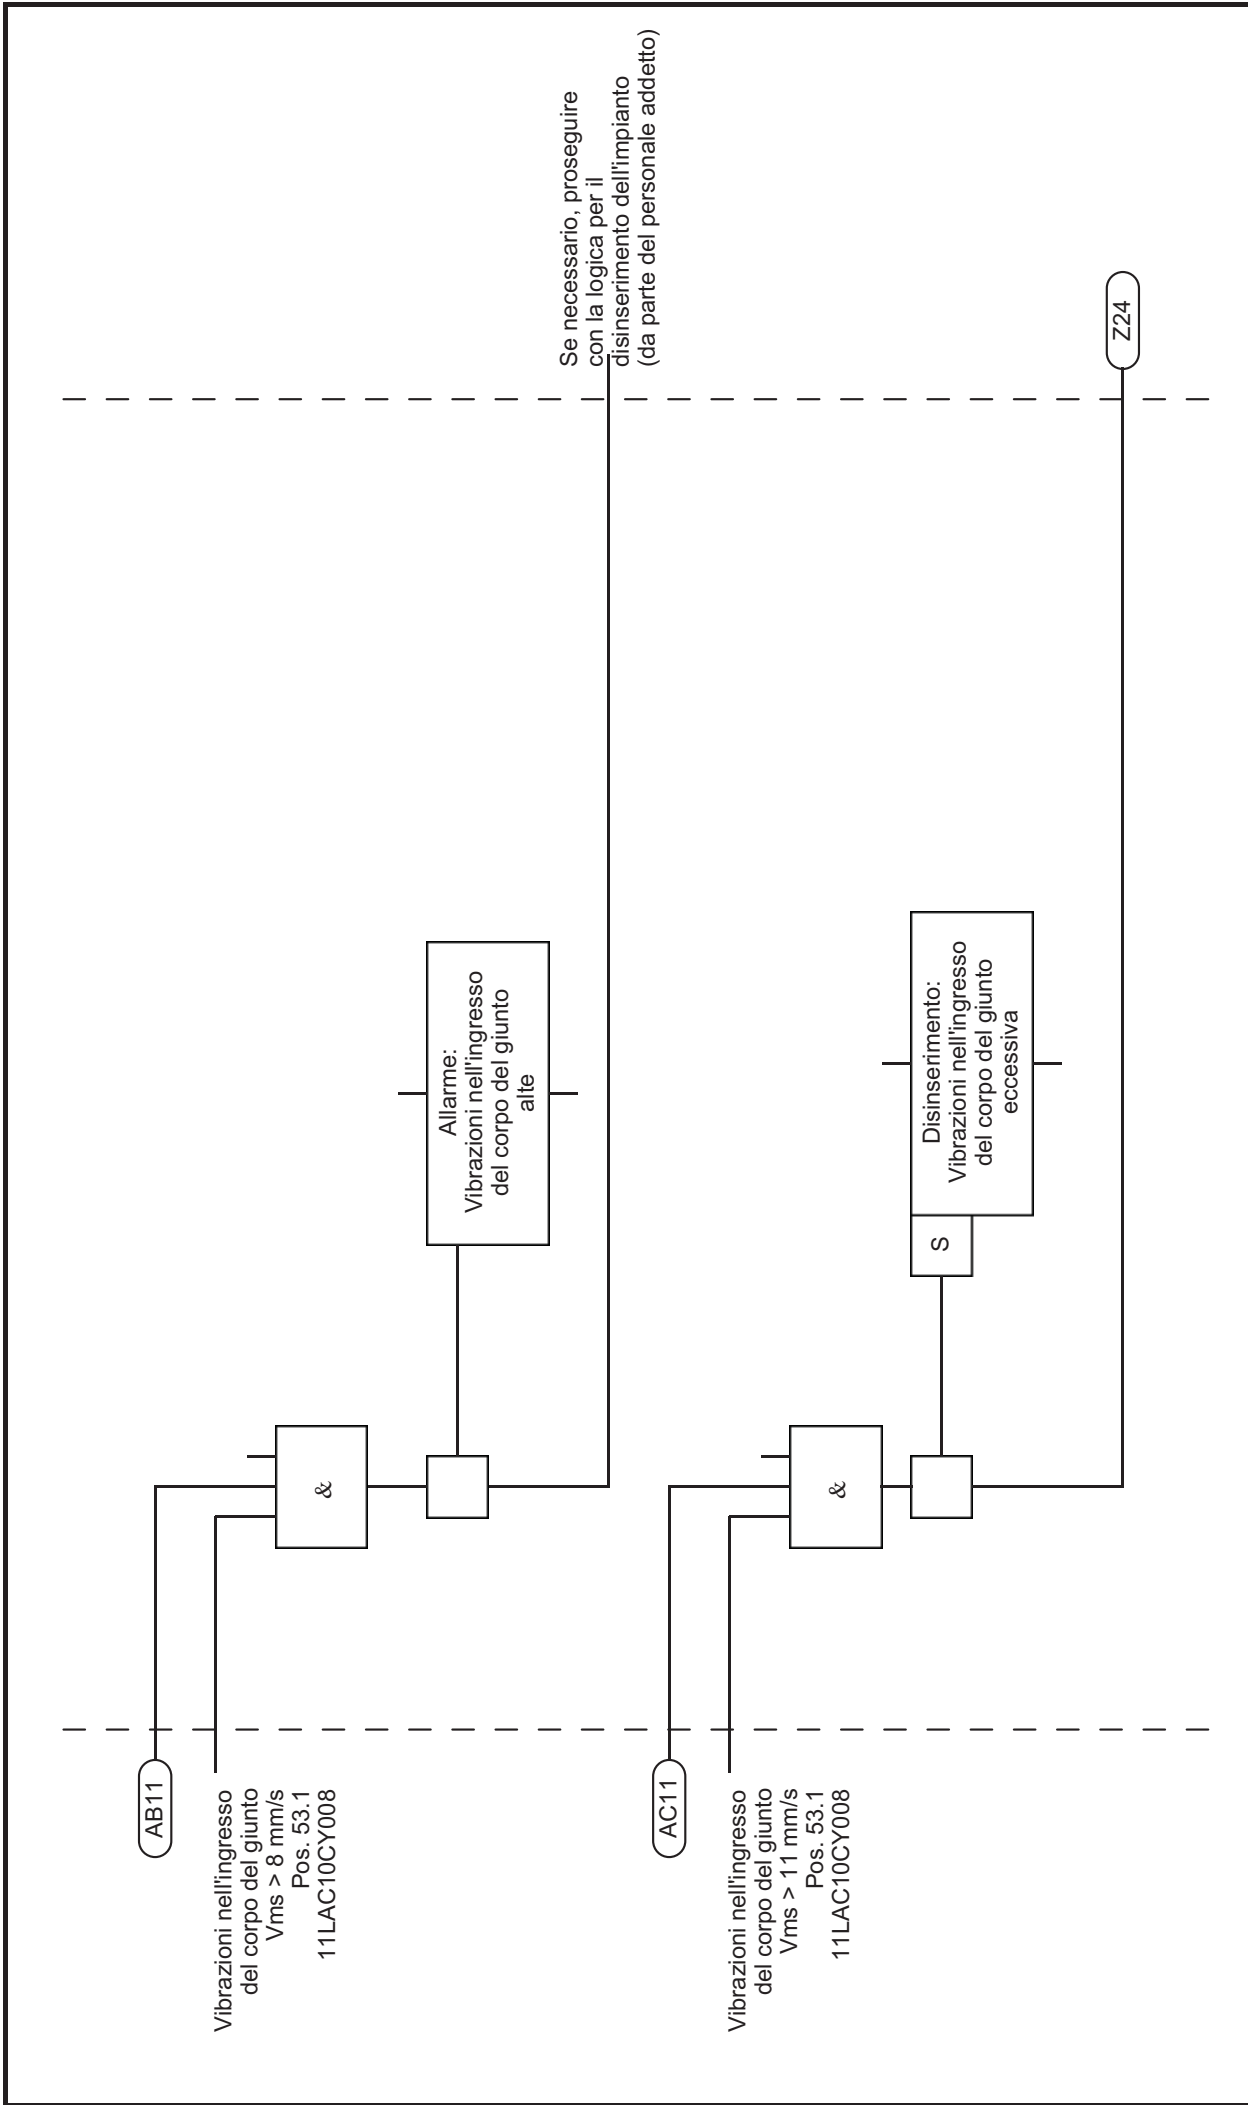 AB11
Vibrazioni nell'ingresso
del corpo del giunto
Vms > 8 mm/s
Pos. 53.1
11LAC10CY008
&
Allarme:
Vibrazioni nell'ingresso
del corpo del giunto
alte
Se necessario, proseguire
con la logica per il
disinserimento dell'impianto
(da parte del personale addetto)
AC11
Vibrazioni nell'ingresso
del corpo del giunto
Vms > 11 mm/s
Pos. 53.1
11LAC10CY008
&
S
Disinserimento:
Vibrazioni nell'ingresso
del corpo del giunto
eccessiva
Z24